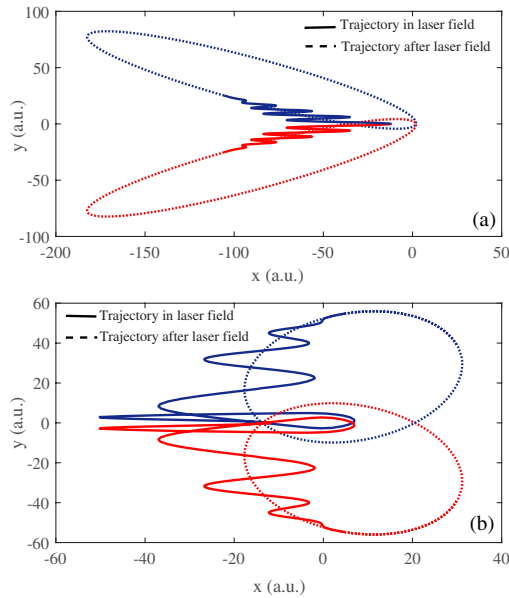 100
50
0
-50
-100
y (a.u.)
Trajectory in laser field
Trajectory after laser field
(a)
-200
-150
-100
-50
0
50
x (a.u.)
60
40
20
0
-20
-40
-60
y (a.u.)
Trajectory in laser field
Trajectory after laser field
(b)
-60
-40
-20
0
20
40
x (a.u.)